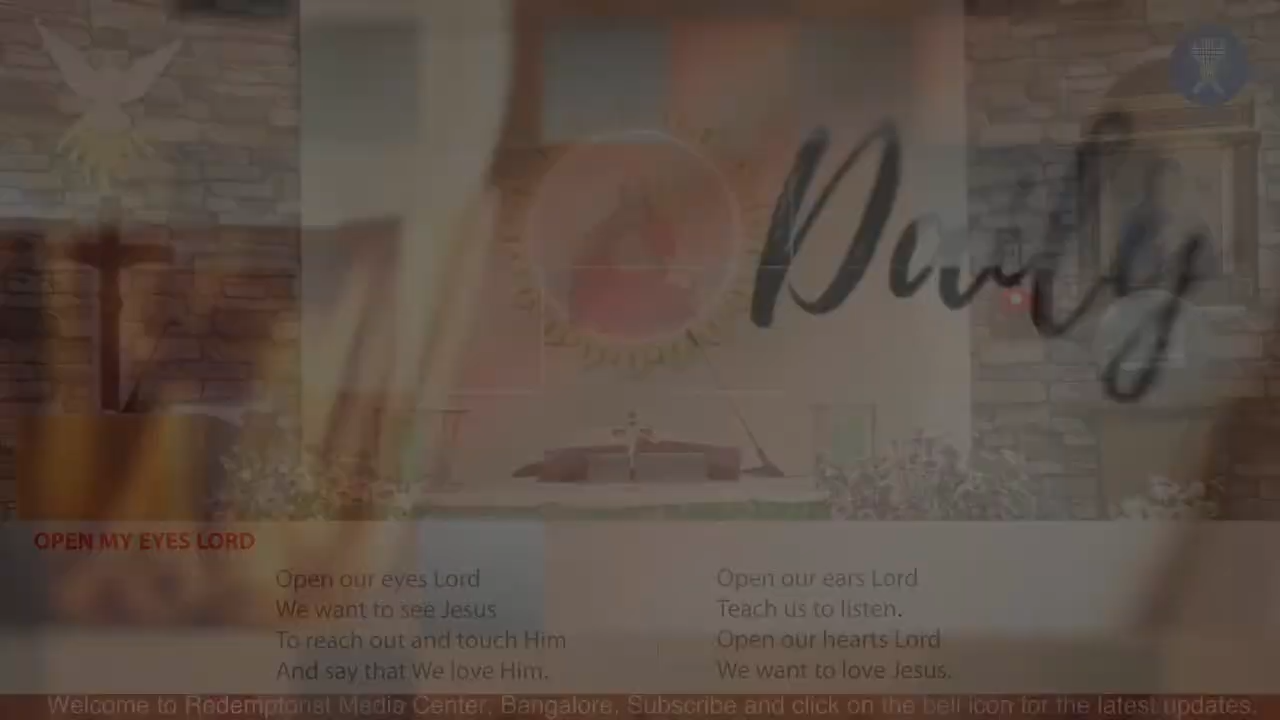 Daily
OPEN MY EYES LORD
Open our eyes Lord
We want to see Jesus
To reach out and touch Him
And say that We love Him.
Open our ears Lord
Teach us to listen.
Open our hearts Lord
We want to love Jesus.
Welcome to Redemptorist Media Center, Bangalore, Subscribe and click on the bell icon for the latest updates.